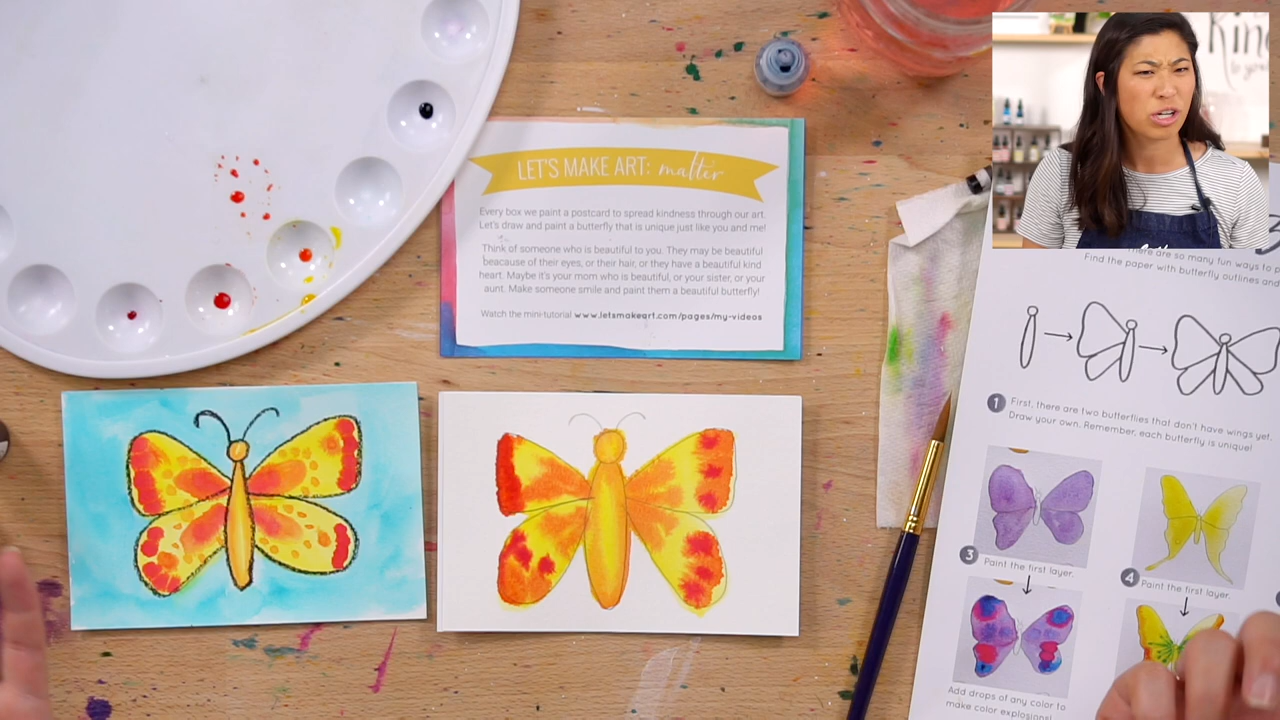 LET'S MAKE ART: matter
Every box we paint a postcard to spread kindness through our art.
Let's draw and paint a butterfly that is unique just like you and me!
Think of someone who is beautiful to you. They may be beautiful
beacause of their eyes, or their hair, or they have a beautiful kind
heart. Maybe it's your mom who is beautiful, or your sister, or your
aunt. Make someone smile and paint them a beautiful butterfly!
Watch the mini-tutorial www.letsmakeart.com/pages/my-videos
kind
There are so many fun ways to p
Find the paper with butterfly outlines and
1 First, there are two butterflies that don't have wings yet.
Draw your own. Remember, each butterfly is unique!
3 Paint the first layer.
4 Paint the first layer.
Add drops of any color to
make color explosions!